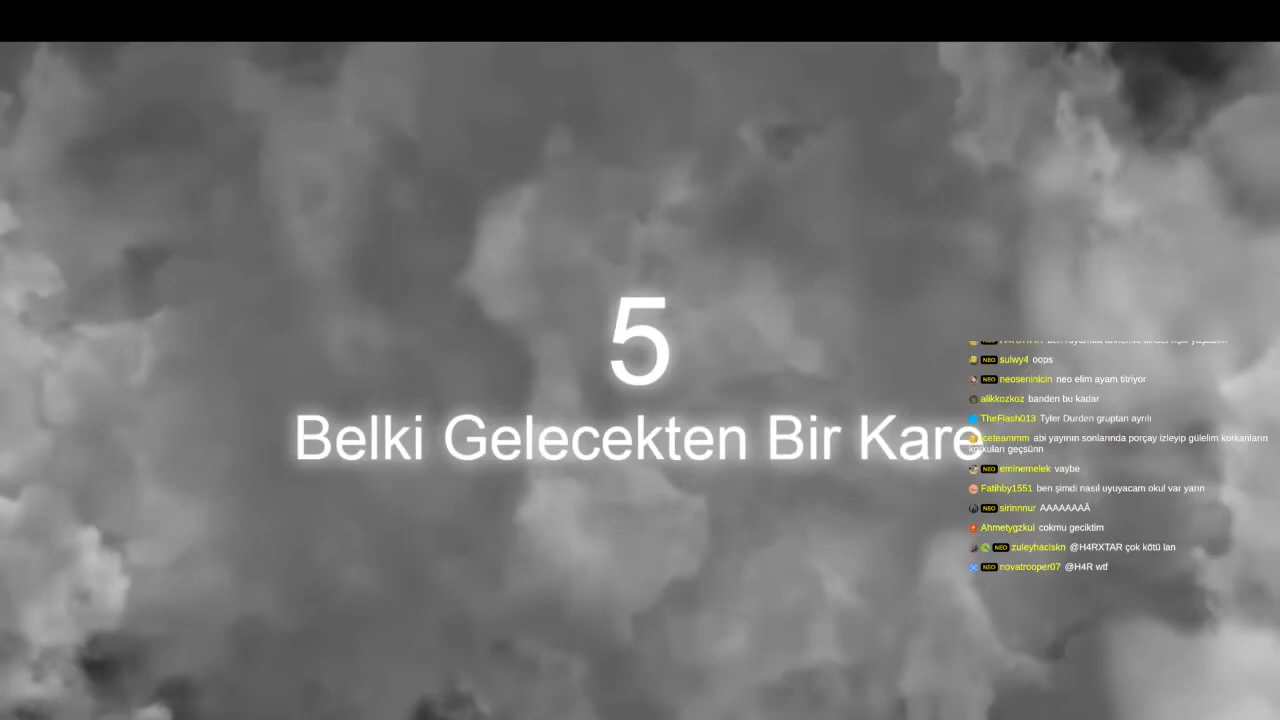 5
Belki Gelecekten Bir Kare
NEO suiwy4 oops
NEO neoseninicin neo elim ayam titriyor
alikkozkoz banden bu kadar
TheFlash013 Tyler Durden gruptan ayrılı
iceteammm abi yayının sonlarında porçay izleyip gülelim korkanların
korkuları geçsünn
NEO eminemelek vaybe
Fatihby1551 ben şimdi nasıl uyuyacam okul var yarın
NEO sirinnnur AAAAAAAÂ
Ahmetygzkul cokmu geciktim
NEO zuleyhaciskn @H4RXTAR çok kötü lan
NEO novatrooper07 @H4R wtf